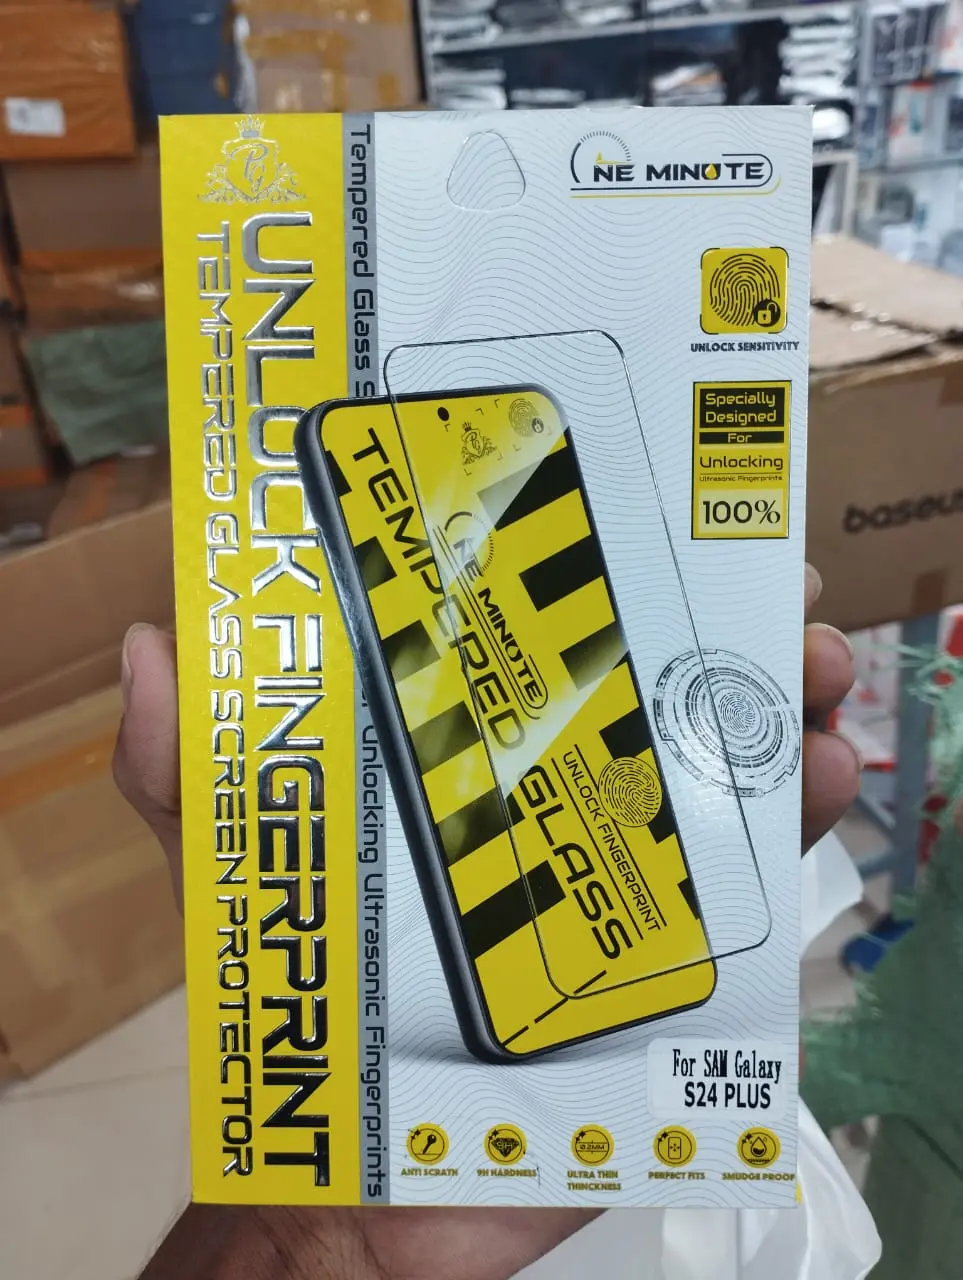 UNLOCK FINGERPRINT
TEMPERED GLASS SCREEN PROTECTOR
Tempered Glass S
Unlocking Ultrasonic Fingerprints
NE MINUTE
UNLOCK SENSITIVITY
Specially
Designed
For
Unlocking
Ultrasonic Fingerprints
100%
TEMPERED
GLASS
NE MINUTE
UNLOCK FINGERPRINT
baseu
For SAM Galaxy
S24 PLUS
ANTI SCRATH
9H HARDNESS
0.2MM
ULTRA THIN
THINCKNESS
PERFECT FITS
SMUDGE PROOF